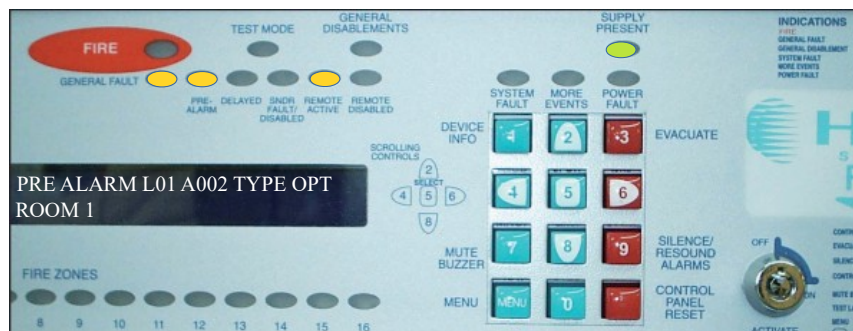 GENERAL DISABLEMENTS
SUPPLY PRESENT
INDICATIONS
FIRE
TEST MODE
FIRE
GENERAL FAULT
GENERAL DISABLEMENT
SYSTEM FAULT
MORE EVENTS
POWER FAULT
GENERAL FAULT
PRE-ALARM
DELAYED
SNDR FAULT/DISABLED
REMOTE ACTIVE
REMOTE DISABLED
SYSTEM FAULT
MORE EVENTS
POWER FAULT
DEVICE INFO
2
3
EVACUATE
SCROLLING CONTROLS
2
SELECT
4 5 6
8
PRE ALARM L01 A002 TYPE OPT
ROOM 1
4 5 6
MUTE BUZZER
7 8 9
SILENCE/RESOUND ALARMS
OFF
ON
FIRE ZONES
MENU
MENU
0
CONTROL PANEL RESET
8 9 10 11 12 13 14 15 16
ACTIVATE